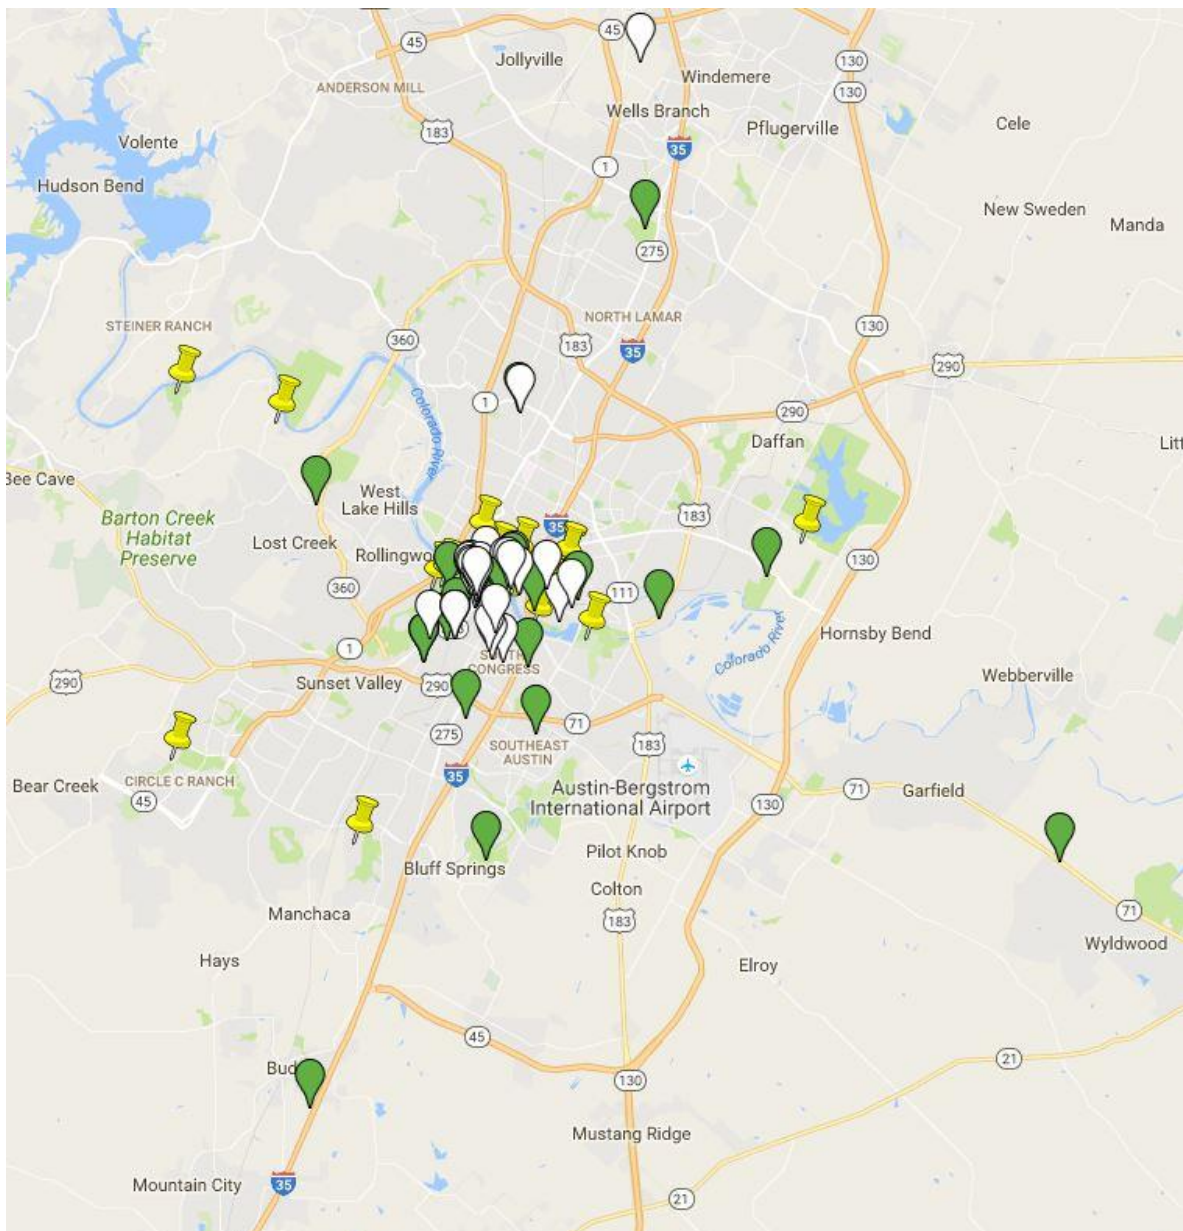 45
45
Jollyville
130
Windemere
ANDERSON MILL
130
Wells Branch
Cele
183
Pflugerville
Volente
35
1
Hudson Bend
New Sweden
Manda
275
STEINER RANCH
NORTH LAMAR
130
360
183
35
290
Colorado River
1
290
Daffan
Bee Cave
West
Lake Hills
183
35
Barton Creek
Habitat
Preserve
Lost Creek
Rollingwo
130
360
111
Colorado River
Hornsby Bend
1
SOUTH
CONGRESS
Webberville
290
Sunset Valley
290
71
275
183
SOUTHEAST
AUSTIN
35
CIRCLE C RANCH
Bear Creek
45
Austin-Bergstrom
International Airport
71
Garfield
130
Pilot Knob
Bluff Springs
Colton
Manchaca
183
71
Wyldwood
Hays
Elroy
45
21
Bud
130
Mustang Ridge
Mountain City
35
21